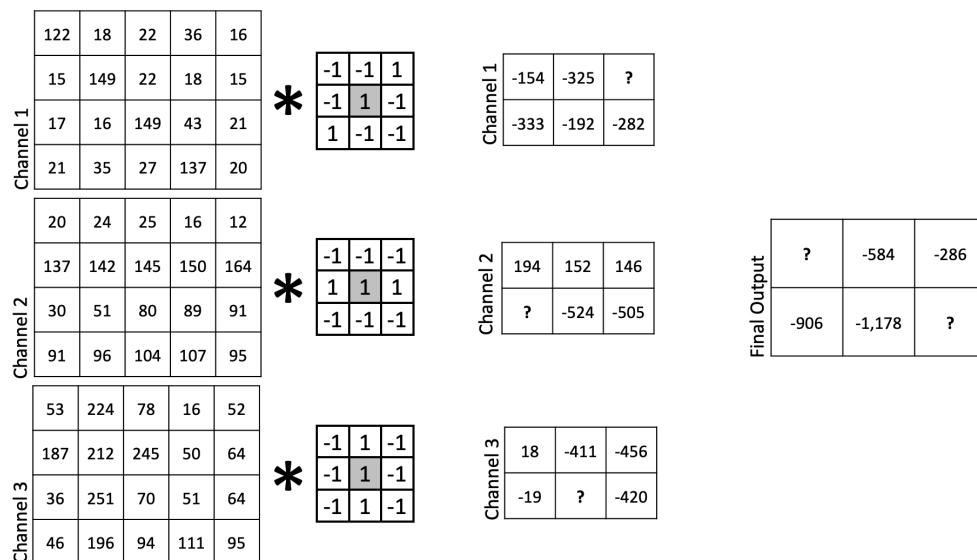 Channel 1
122 18 22 36 16
15 149 22 18 15
17 16 149 43 21
21 35 27 137 20
*
-1 -1 1
-1 1 -1
1 -1 -1
Channel 1
-154 -325 ?
-333 -192 -282
Channel 2
20 24 25 16 12
137 142 145 150 164
30 51 80 89 91
91 96 104 107 95
*
-1 -1 -1
1 1 1
-1 -1 -1
Channel 2
194 152 146
? -524 -505
Channel 3
53 224 78 16 52
187 212 245 50 64
36 251 70 51 64
46 196 94 111 95
*
-1 1 -1
-1 1 -1
-1 1 -1
Channel 3
18 -411 -456
-19 ? -420
Final Output
? -584 -286
-906 -1,178 ?